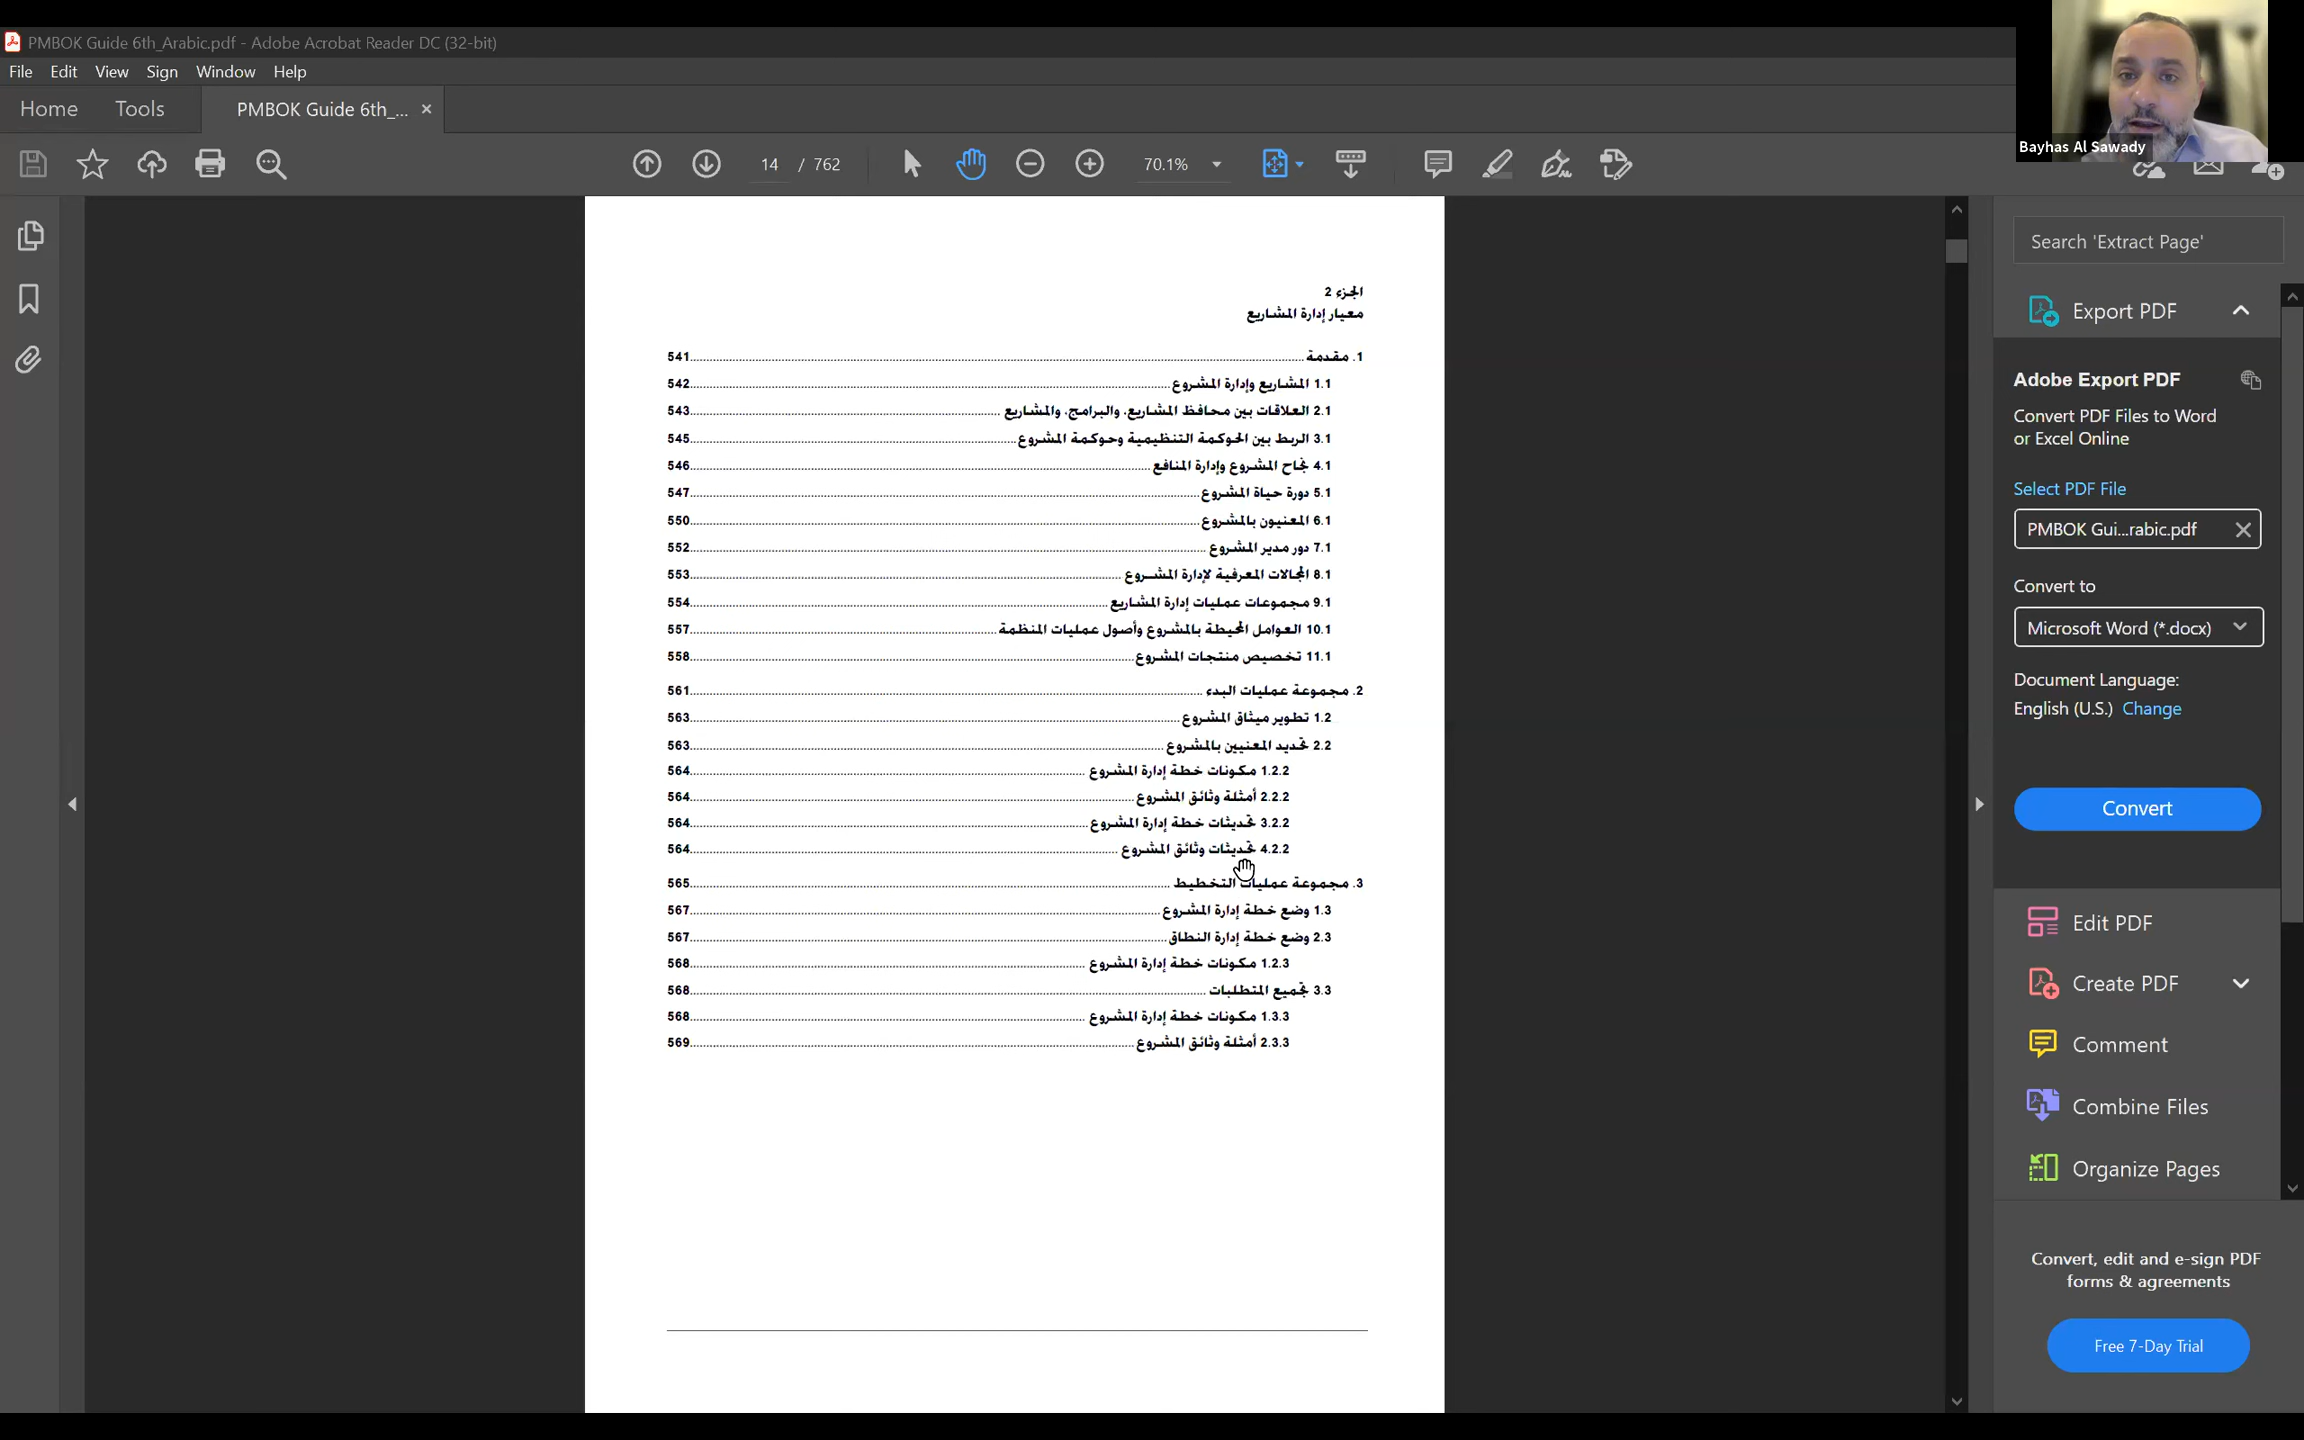 PMBOK Guide 6th_Arabic.pdf - Adobe Acrobat Reader DC (32-bit)
File Edit View Sign Window Help
Home Tools PMBOK Guide 6th_... ×
14 / 762 70.1%
Bayhas Al Sawady
الجزء 2
معيار إدارة المشاريع
1. مقدمة ........ 541
1.1 المشاريع وإدارة المشروع ........ 542
2.1 العلاقات بين محافظ المشاريع، والبرامج، والمشاريع ........ 543
3.1 الربط بين الحوكمة التنظيمية وحوكمة المشروع ........ 545
4.1 نجاح المشروع وإدارة المنافع ........ 546
5.1 دورة حياة المشروع ........ 547
6.1 المعنيون بالمشروع ........ 550
7.1 دور مدير المشروع ........ 552
8.1 المجالات المعرفية لإدارة المشروع ........ 553
9.1 مجموعات عمليات إدارة المشاريع ........ 554
10.1 العوامل المحيطة بالمشروع وأصول عمليات المنظمة ........ 557
11.1 تخصيص منتجات المشروع ........ 558
2. مجموعة عمليات البدء ........ 561
1.2 تطوير ميثاق المشروع ........ 563
2.2 تحديد المعنيين بالمشروع ........ 563
1.2.2 مكونات خطة إدارة المشروع ........ 564
2.2.2 أمثلة وثائق المشروع ........ 564
3.2.2 تحديثات خطة إدارة المشروع ........ 564
4.2.2 تحديثات وثائق المشروع ........ 564
3. مجموعة عمليات التخطيط ........ 565
1.3 وضع خطة إدارة المشروع ........ 567
2.3 وضع خطة إدارة النطاق ........ 567
1.2.3 مكونات خطة إدارة المشروع ........ 568
3.3 تجميع المتطلبات ........ 568
1.3.3 مكونات خطة إدارة المشروع ........ 568
2.3.3 أمثلة وثائق المشروع ........ 569
Search 'Extract Page'
Export PDF
Adobe Export PDF
Convert PDF Files to Word
or Excel Online
Select PDF File
PMBOK Gui...rabic.pdf
Convert to
Microsoft Word (*.docx)
Document Language:
English (U.S.) Change
Convert
Edit PDF
Create PDF
Comment
Combine Files
Organize Pages
Convert, edit and e-sign PDF
forms & agreements
Free 7-Day Trial